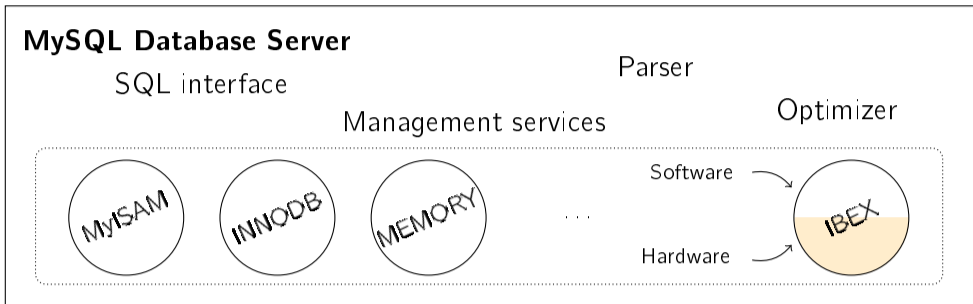 MySQL Database Server
SQL interface
Parser
Management services
Optimizer
MyISAM
INNODB
MEMORY
...
Software
Hardware
IBEX